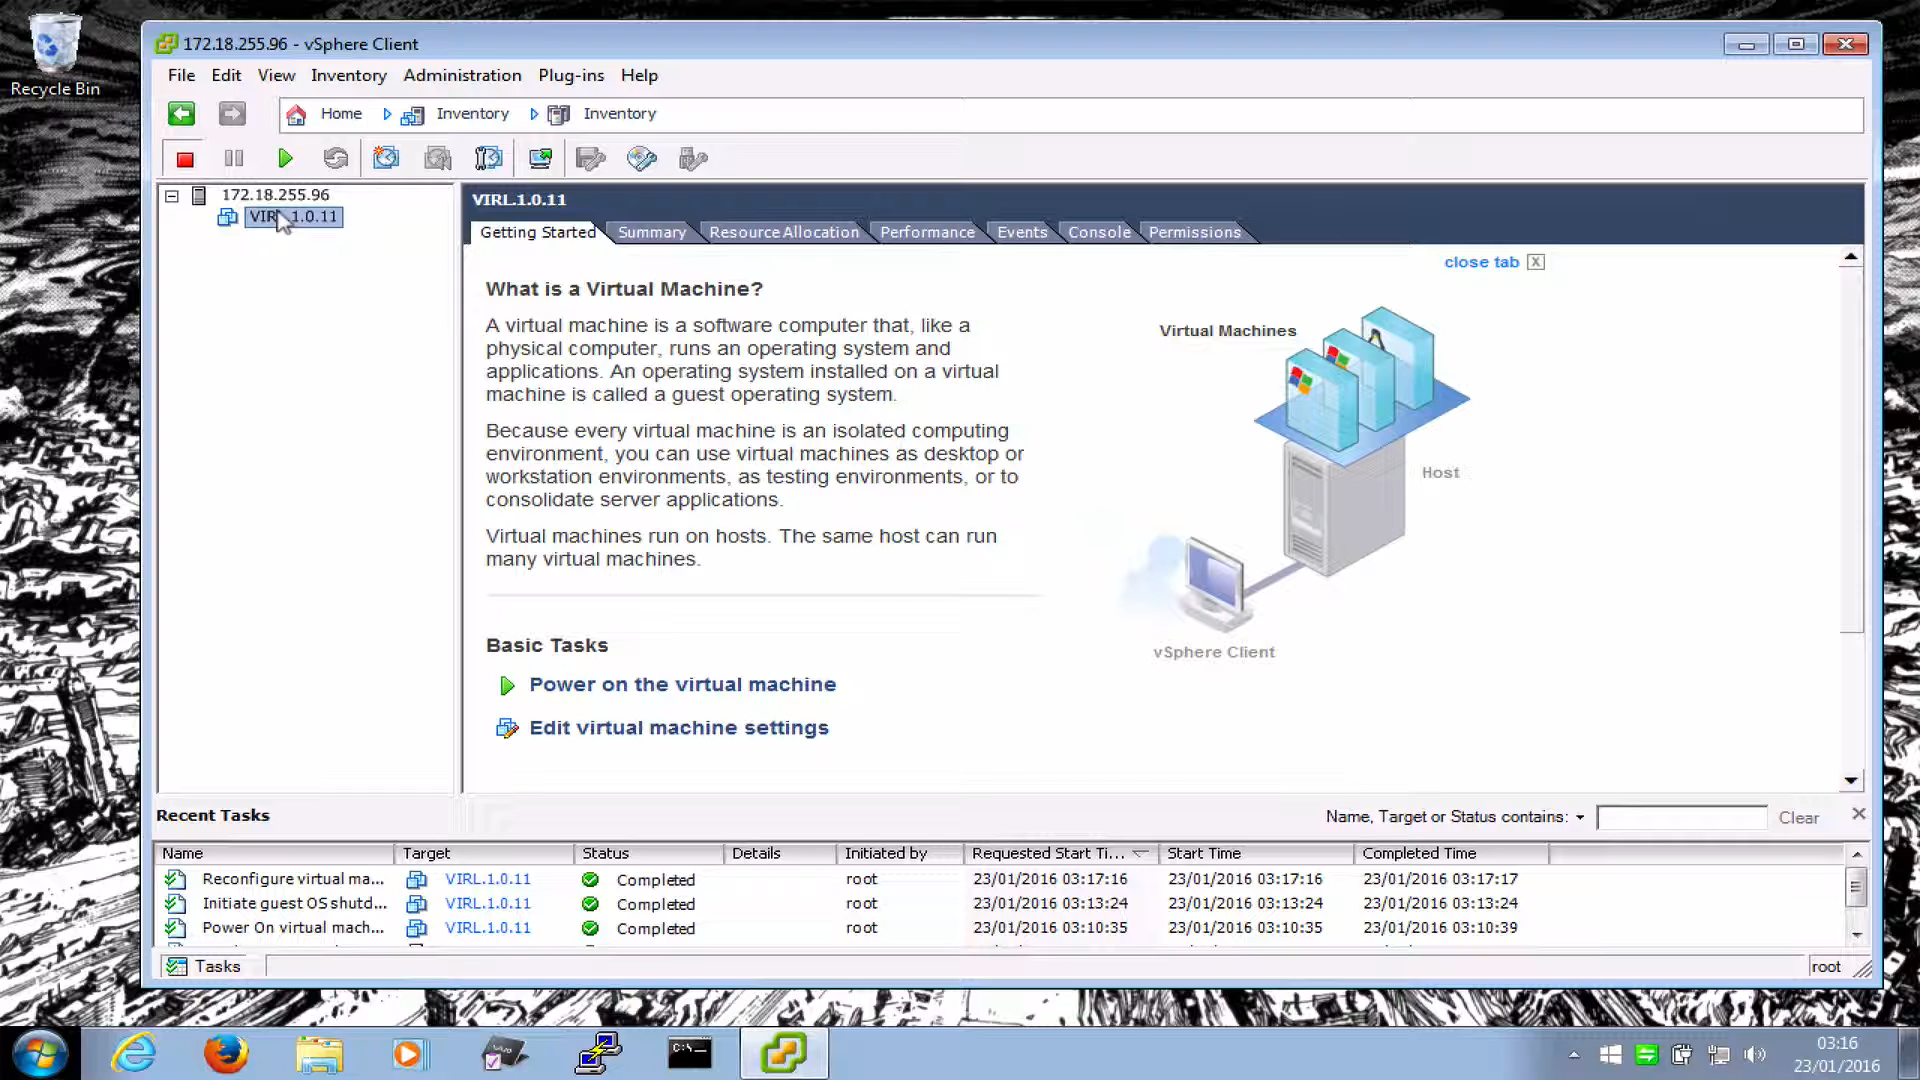 Recycle Bin
172.18.255.96 - vSphere Client
File Edit View Inventory Administration Plug-ins Help
Home Inventory Inventory
172.18.255.96
VIRL.1.0.11
VIRL.1.0.11
Getting Started Summary Resource Allocation Performance Events Console Permissions
close tab X
What is a Virtual Machine?
A virtual machine is a software computer that, like a
physical computer, runs an operating system and
applications. An operating system installed on a virtual
machine is called a guest operating system.
Because every virtual machine is an isolated computing
environment, you can use virtual machines as desktop or
workstation environments, as testing environments, or to
consolidate server applications.
Virtual machines run on hosts. The same host can run
many virtual machines.
Virtual Machines
Host
vSphere Client
Basic Tasks
Power on the virtual machine
Edit virtual machine settings
Recent Tasks
Name, Target or Status contains: Clear
Name Target Status Details Initiated by Requested Start Ti... Start Time Completed Time
Reconfigure virtual ma... VIRL.1.0.11 Completed root 23/01/2016 03:17:16 23/01/2016 03:17:16 23/01/2016 03:17:17
Initiate guest OS shutd... VIRL.1.0.11 Completed root 23/01/2016 03:13:24 23/01/2016 03:13:24 23/01/2016 03:13:24
Power On virtual mach... VIRL.1.0.11 Completed root 23/01/2016 03:10:35 23/01/2016 03:10:35 23/01/2016 03:10:39
Tasks
root
C:\
03:16
23/01/2016